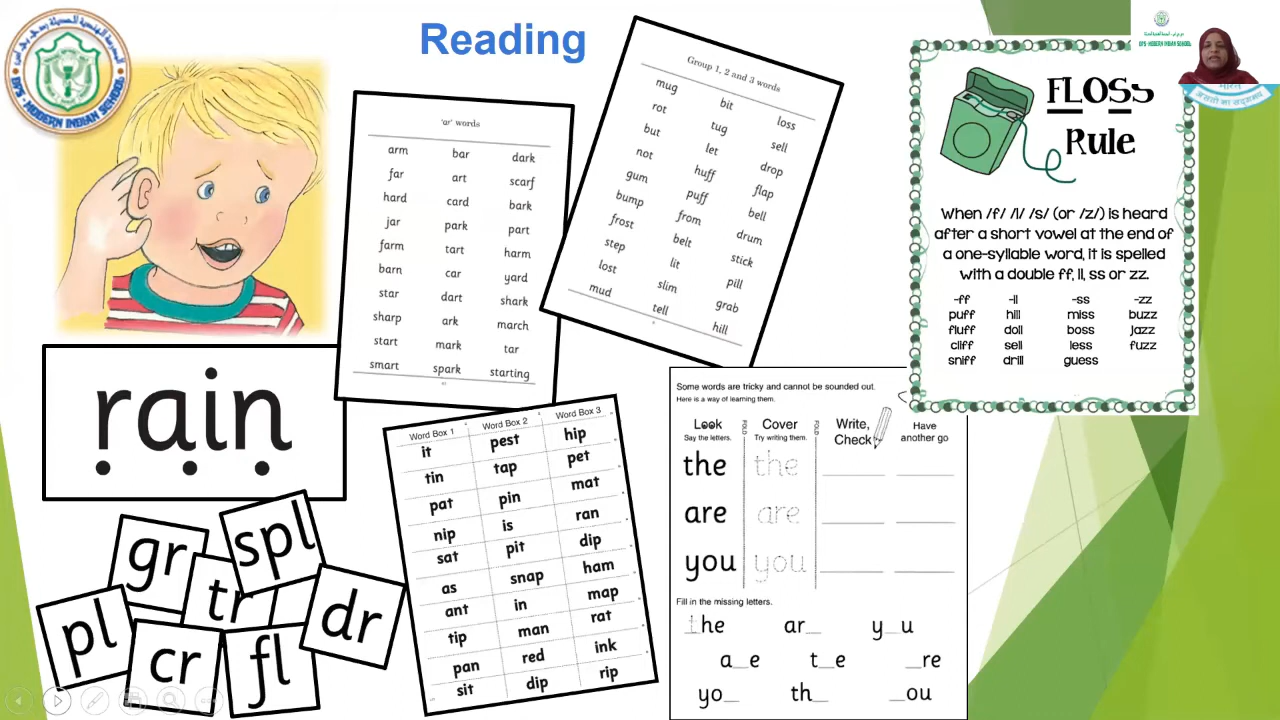 Reading
DPS-MODERN INDIAN SCHOOL
DPS-MODERN INDIAN SCHOOL
'ar' words
arm bar dark
far art scarf
hard card bark
jar park part
farm tart harm
barn car yard
star dart shark
sharp ark march
start mark tar
smart spark starting
Group 1, 2 and 3 words
mug bit loss
rot tug sell
but let drop
not huff flap
gum puff bell
bump from drum
frost belt stick
step lit pill
lost slim grab
mud tell hill
FLOSS
Rule
When /f/ /l/ /s/ (or /z/) is heard
after a short vowel at the end of
a one-syllable word, it is spelled
with a double ff, ll, ss or zz.
-ff -ll -ss -zz
puff hill miss buzz
fluff doll boss jazz
cliff sell less fuzz
sniff drill guess
rain
gr
spl
tr
pl
cr
fl
dr
Word Box 1 Word Box 2 Word Box 3
it pest hip
tin tap pet
pat pin mat
nip is ran
sat pit dip
as snap ham
ant in map
tip man rat
pan red ink
sit dip rip
Some words are tricky and cannot be sounded out.
Here is a way of learning them.
Look Cover Write, Have
Say the letters. Try writing them. Check another go
FOLD FOLD
the the
are are
you you
Fill in the missing letters.
the ar_ y_u
a_e t_e _re
yo_ th_ _ou